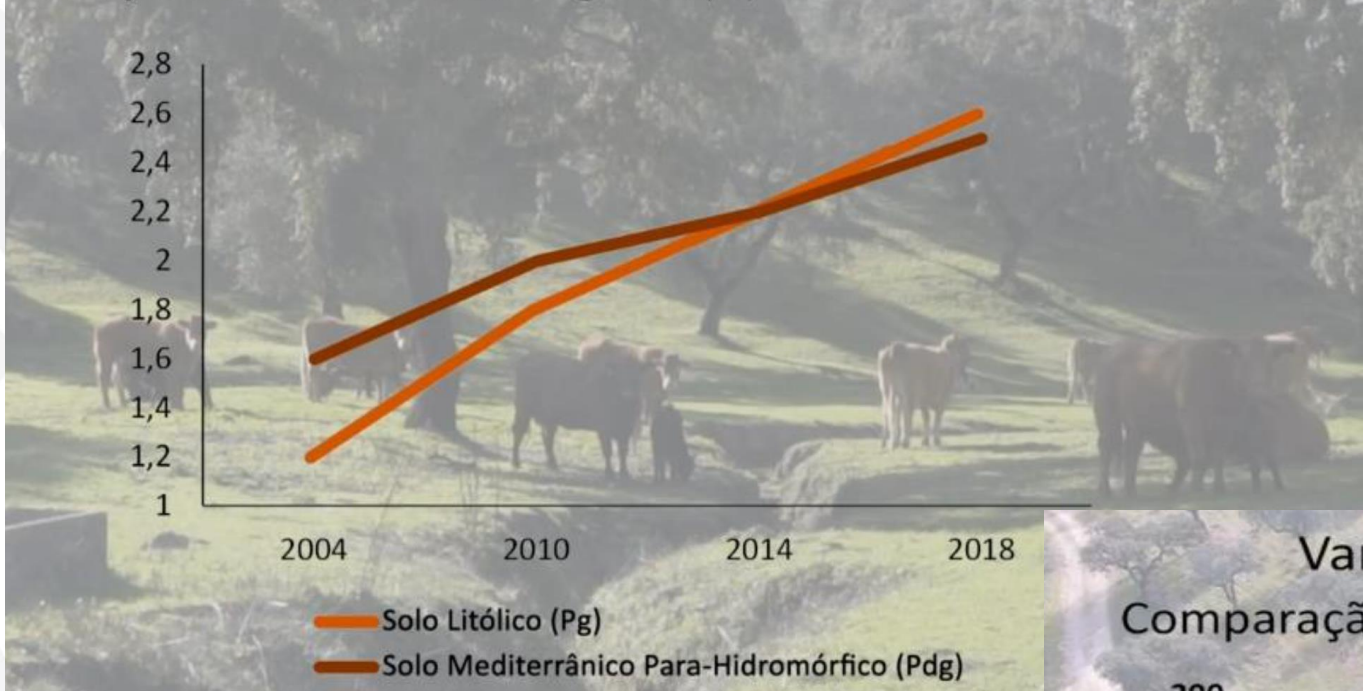 2,8
2,6
2,4
2,2
2
1,8
1,6
1,4
1,2
1
2004 2010 2014 2018
Solo Litólico (Pg)
Solo Mediterrânico Para-Hidromórfico (Pdg)
Comparaçã